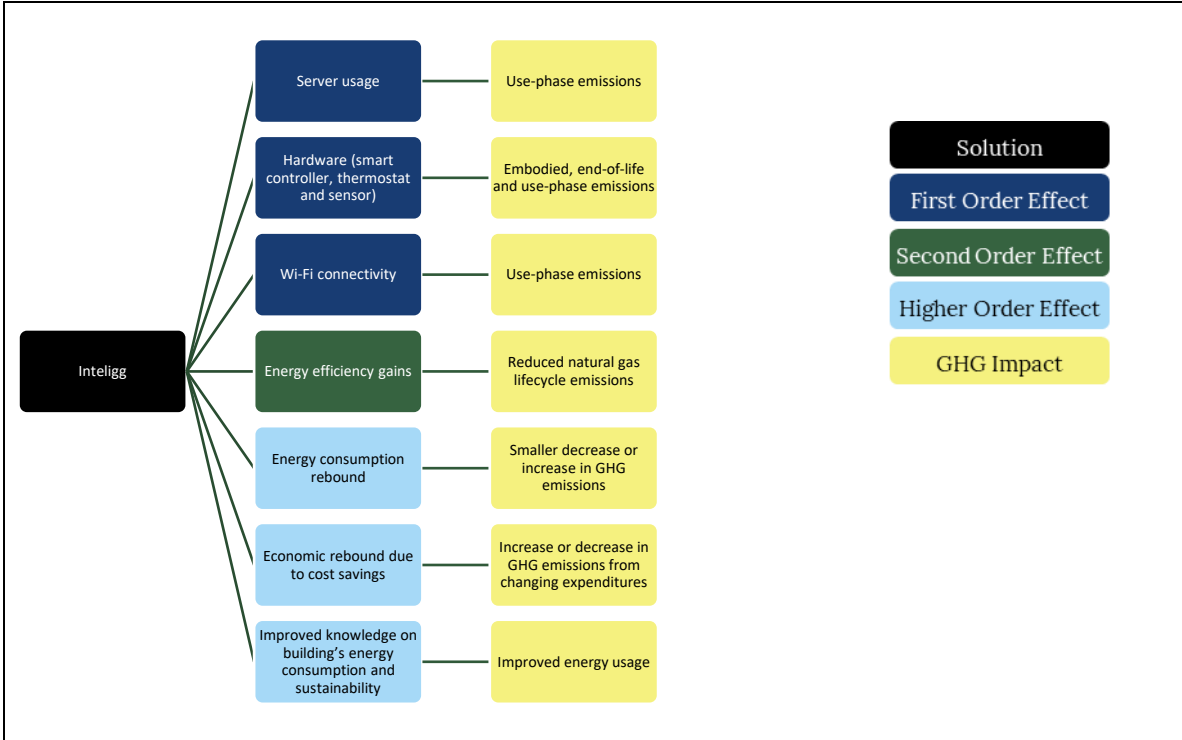 Server usage
Use-phase emissions
Hardware (smart
controller, thermostat
and sensor)
Embodied, end-of-life
and use-phase emissions
Wi-Fi connectivity
Use-phase emissions
Inteligg
Energy efficiency gains
Reduced natural gas
lifecycle emissions
Energy consumption
rebound
Smaller decrease or
increase in GHG
emissions
Economic rebound due
to cost savings
Increase or decrease in
GHG emissions from
changing expenditures
Improved knowledge on
building’s energy
consumption and
sustainability
Improved energy usage
Solution
First Order Effect
Second Order Effect
Higher Order Effect
GHG Impact